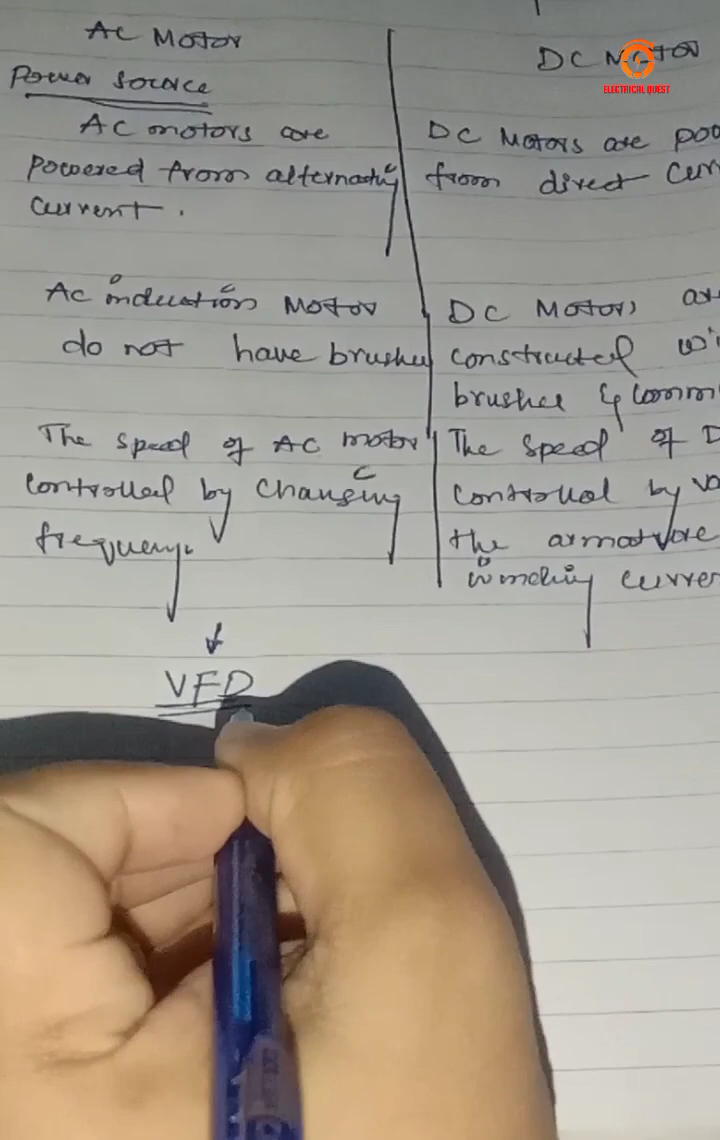 AC Motor
DC Motor
ELECTRICAL QUEST
Power Source
AC motors are
powered from alternating
current.
DC Motors are
from direct
AC induction Motor
do not have brushes
DC Motors
constructed
brushes &
The speed of AC motor
controlled by changing
frequency.
The speed of D
controlled by
the armature
winding
VFD